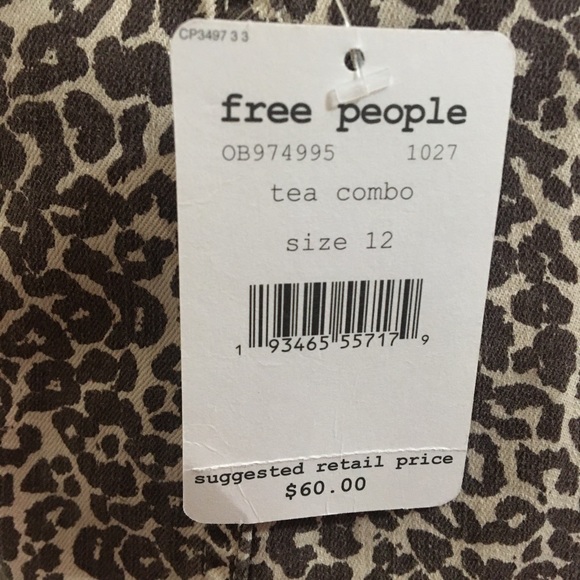 CP3497 3 3
free people
OB974995 1027
tea combo
size 12
1 93465 55717 9
suggested retail price
$60.00